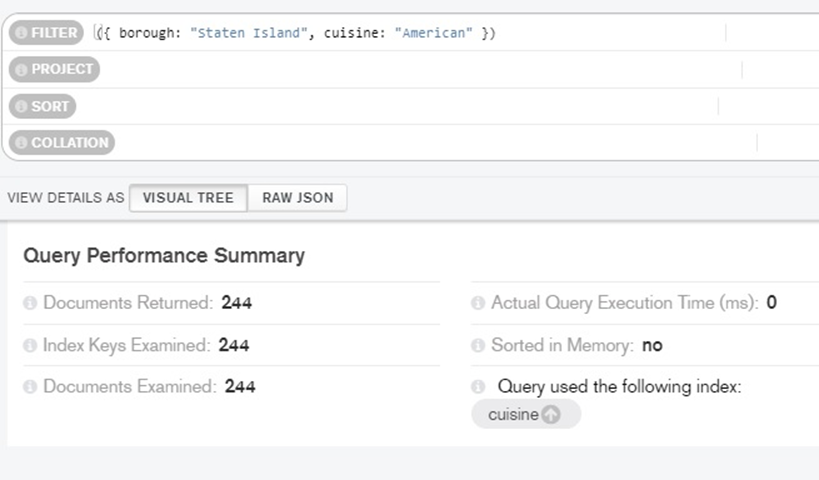 FILTER ({ borough: "Staten Island", cuisine: "American" })
PROJECT
SORT
COLLATION
VIEW DETAILS AS VISUAL TREE RAW JSON
Query Performance Summary
Documents Returned: 244
Actual Query Execution Time (ms): 0
Index Keys Examined: 244
Sorted in Memory: no
Documents Examined: 244
Query used the following index:
cuisine